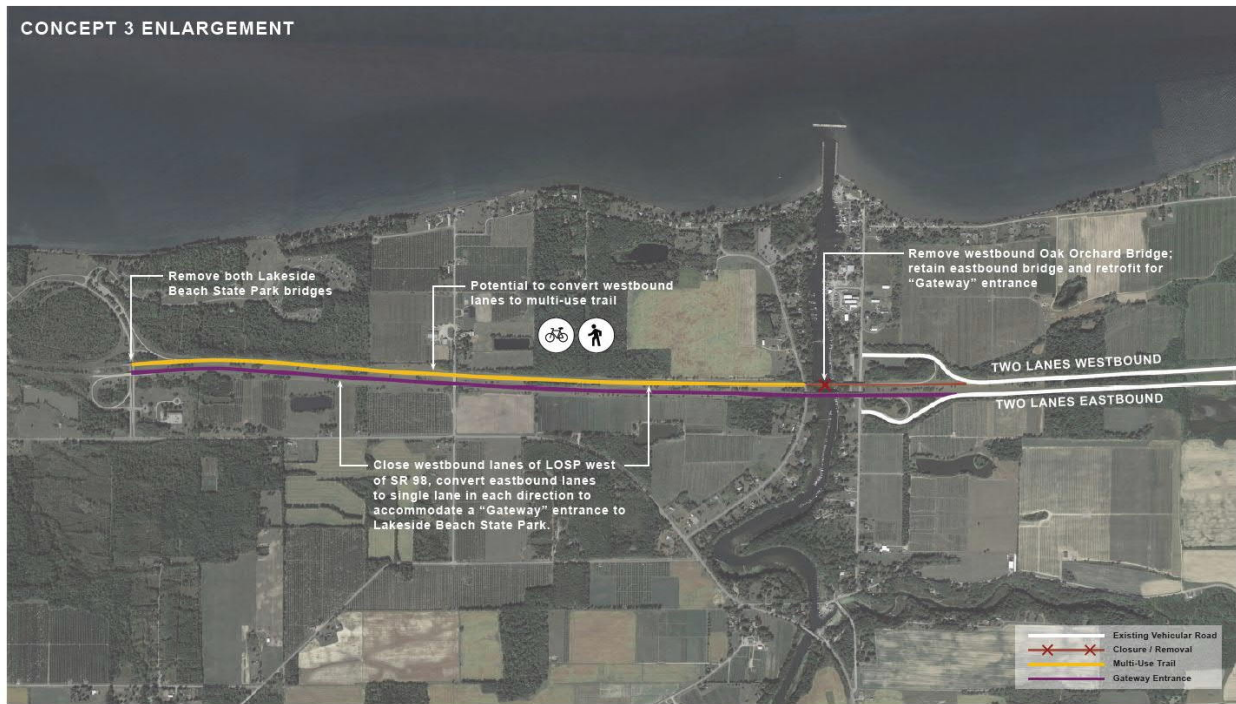 CONCEPT 3 ENLARGEMENT
Remove both Lakeside
Beach State Park bridges
Potential to convert westbound
lanes to multi-use trail
Remove westbound Oak Orchard Bridge;
retain eastbound bridge and retrofit for
“Gateway” entrance
TWO LANES WESTBOUND
TWO LANES EASTBOUND
Close westbound lanes of LOSP west
of SR 98, convert eastbound lanes
to single lane in each direction to
accommodate a “Gateway” entrance to
Lakeside Beach State Park.
Existing Vehicular Road
Closure / Removal
Multi-Use Trail
Gateway Entrance